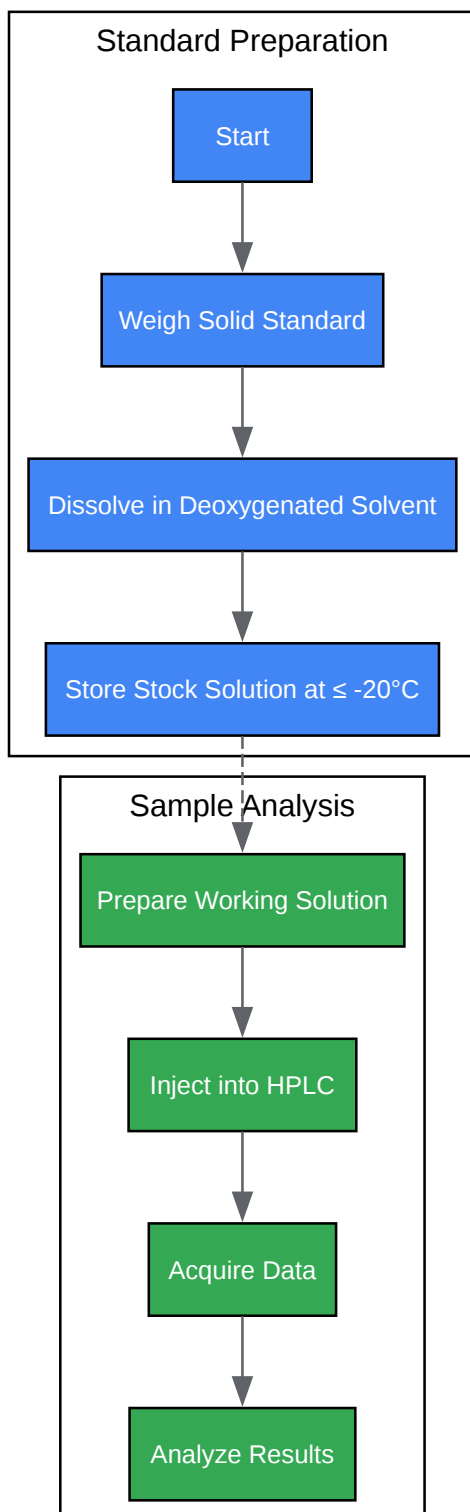 Standard Preparation
Start
Weigh Solid Standard
Dissolve in Deoxygenated Solvent
Store Stock Solution at ≤ -20°C
Sample Analysis
Prepare Working Solution
Inject into HPLC
Acquire Data
Analyze Results